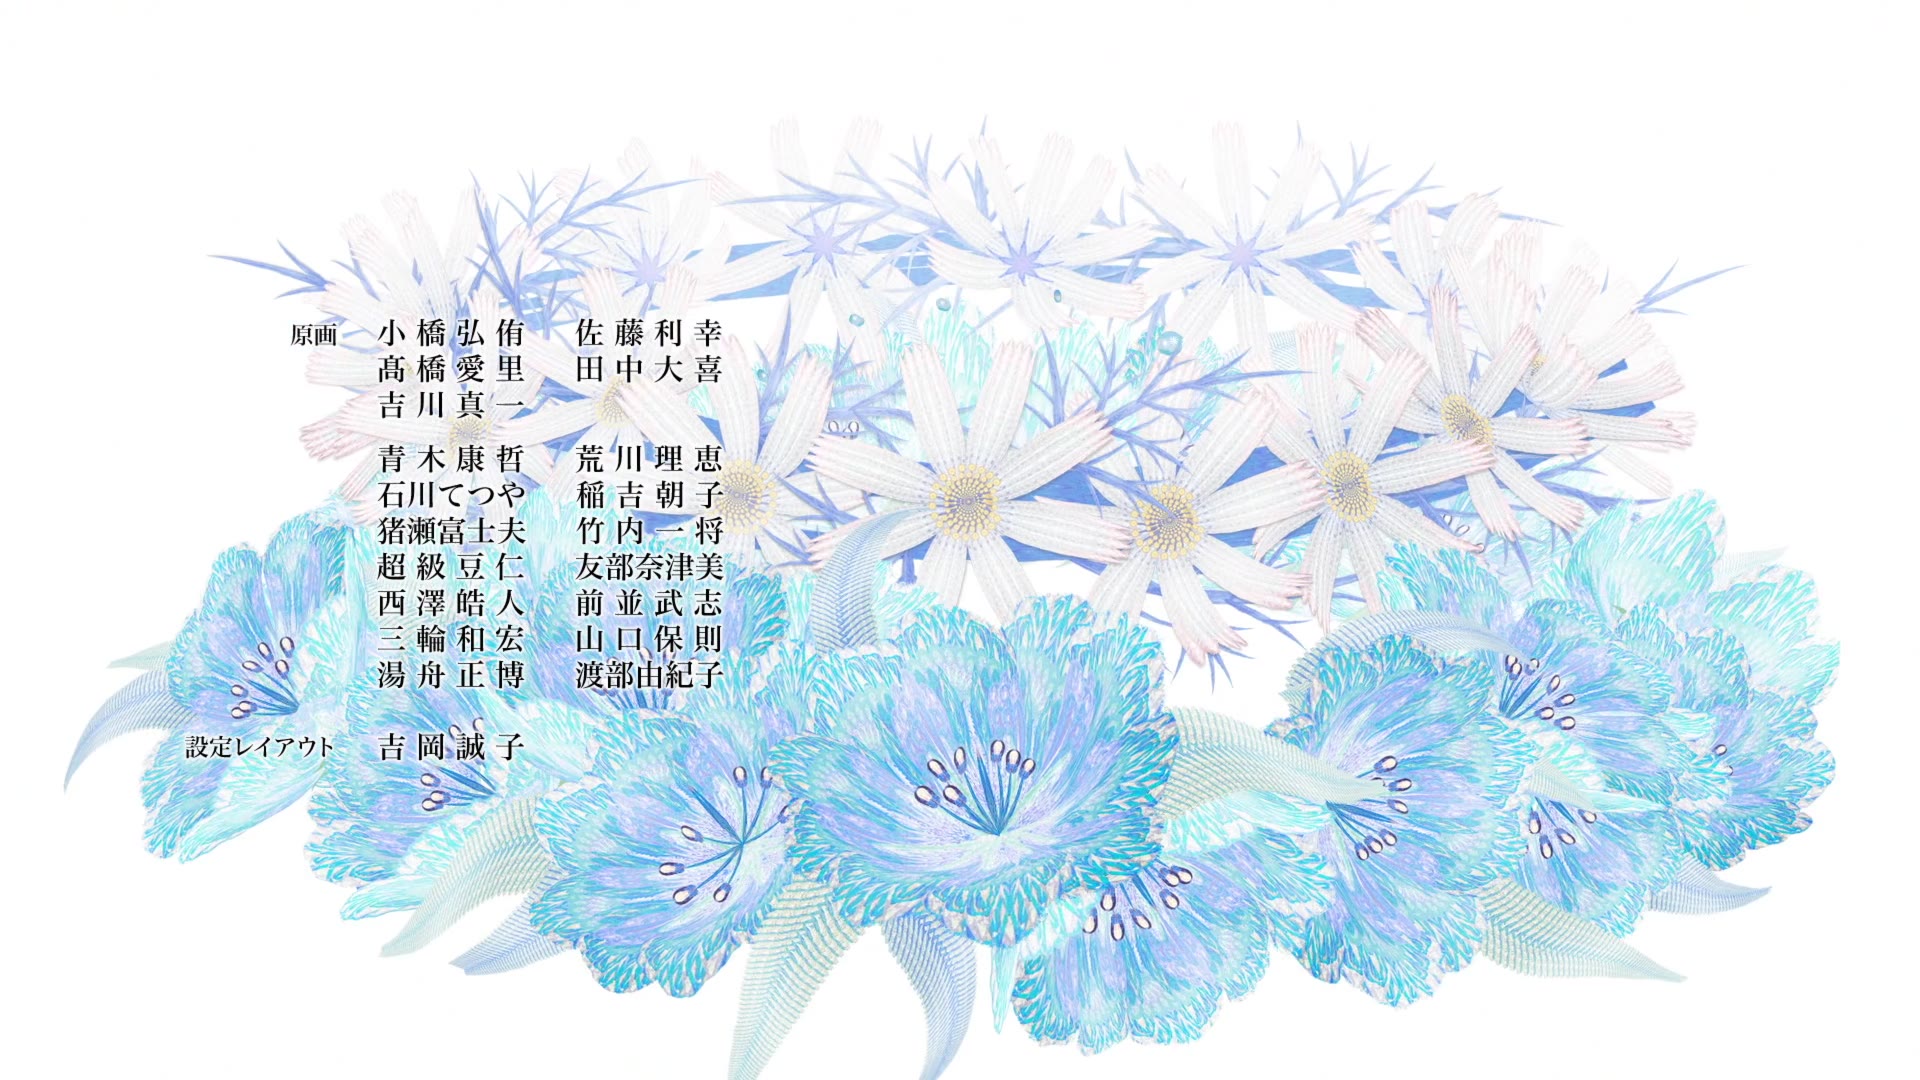 原画 小橋弘侑 佐藤利幸
髙橋愛里 田中大喜
吉川真一
青木康哲 荒川理恵
石川てつや 稲吉朝子
猪瀬富士夫 竹内一将
超級豆仁 友部奈津美
西澤皓人 前並武志
三輪和宏 山口保則
湯舟正博 渡部由紀子
設定レイアウト 吉岡誠子